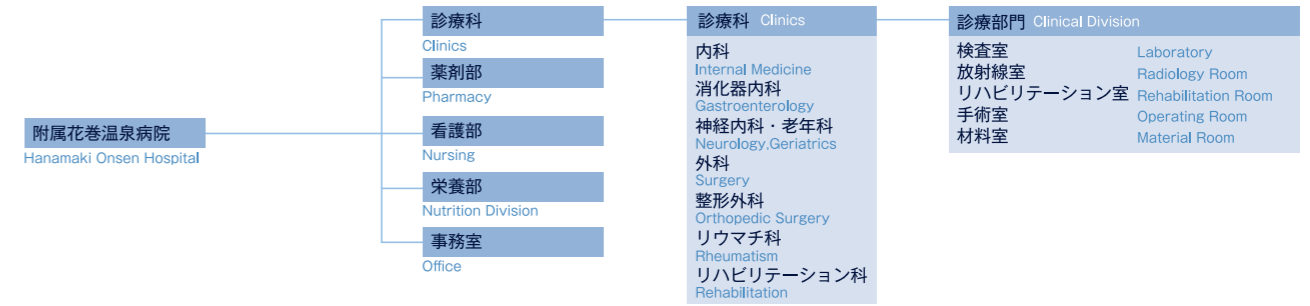 附属花巻温泉病院
Hanamaki Onsen Hospital
診療科
Clinics
薬剤部
Pharmacy
看護部
Nursing
栄養部
Nutrition Division
事務室
Office
診療科 Clinics
内科
Internal Medicine
消化器内科
Gastroenterology
神経内科・老年科
Neurology,Geriatrics
外科
Surgery
整形外科
Orthopedic Surgery
リウマチ科
Rheumatism
リハビリテーション科
Rehabilitation
診療部門 Clinical Division
検査室 Laboratory
放射線室 Radiology Room
リハビリテーション室 Rehabilitation Room
手術室 Operating Room
材料室 Material Room